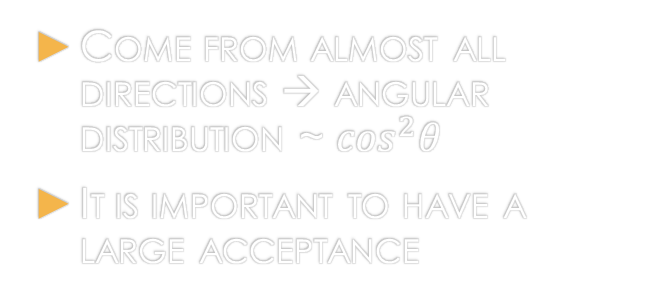 ► Come from almost all
directions → angular
distribution ~ cos²θ
► It is important to have a
large acceptance